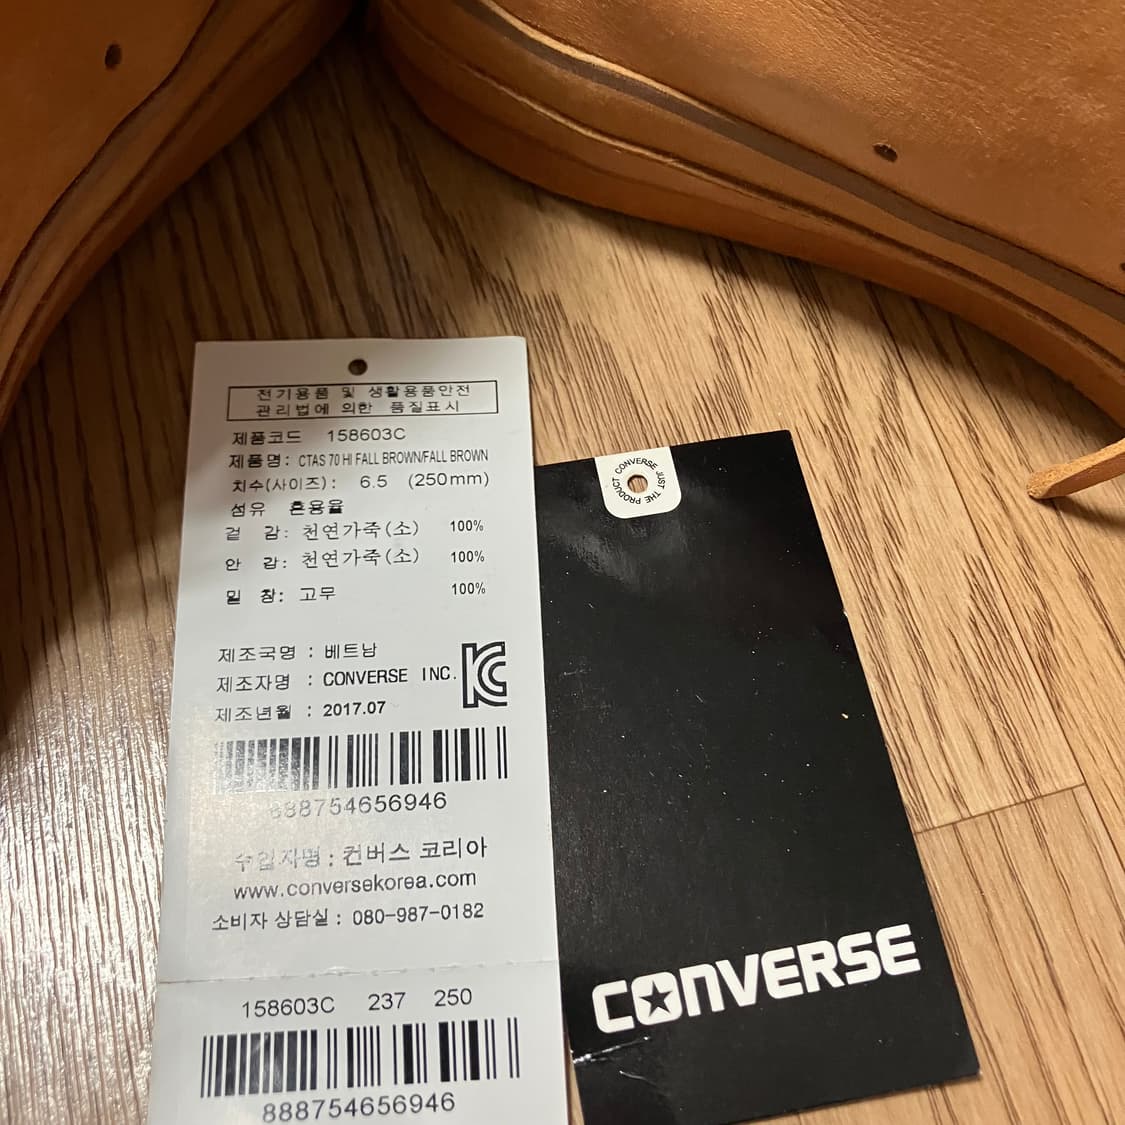 전기용품 및 생활용품안전
관리법에 의한 품질표시
제품코드 158603C
제품명: CTAS 70 HI FALL BROWN/FALL BROWN
치수(사이즈): 6.5 (250mm)
섬유 혼용율
겉 감: 천연가죽(소) 100%
안 감: 천연가죽(소) 100%
밑 창: 고무 100%
제조국명 : 베트남
제조자명 : CONVERSE INC.
제조년월 : 2017.07
888754656946
수입자명: 컨버스 코리아
www.conversekorea.com
소비자 상담실 : 080-987-0182
158603C 237 250
888754656946
CONVERSE JUST THE PRODUCT
CONVERSE